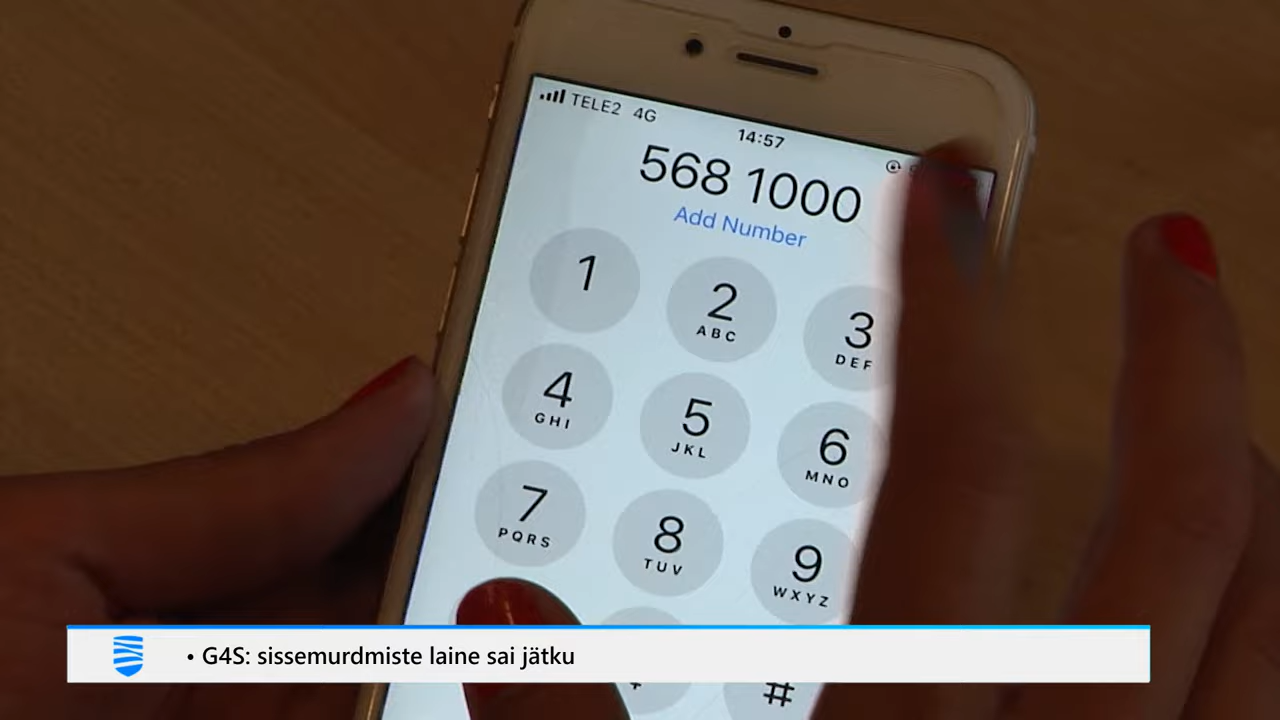 TELE2 4G
14:57
568 1000
Add Number
1
2
ABC
3
DEF
4
GHI
5
JKL
6
MNO
7
PQRS
8
TUV
9
WXYZ
#
• G4S: sissemurdmiste laine sai jätku